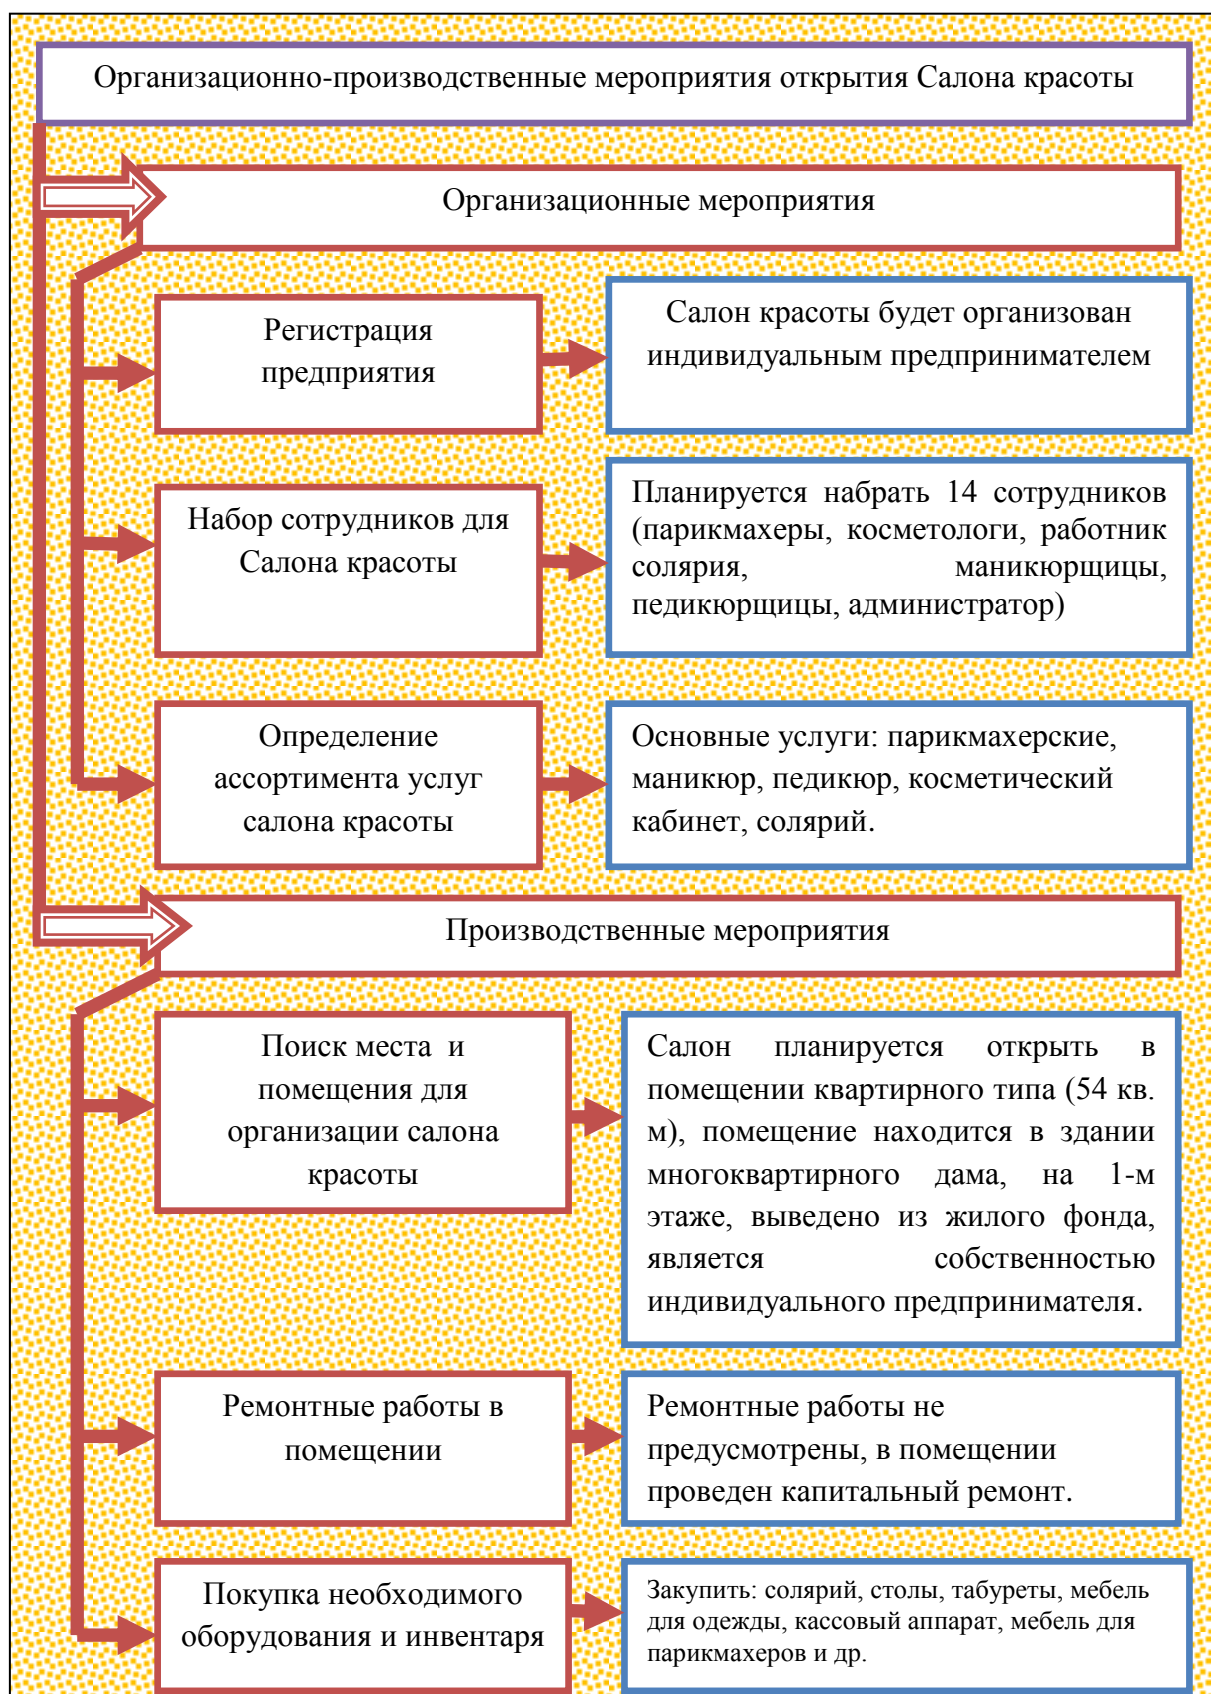 Организационно-производственные мероприятия открытия Салона красоты
Организационные мероприятия
Регистрация
предприятия
Салон красоты будет организован
индивидуальным предпринимателем
Набор сотрудников для
Салона красоты
Планируется набрать 14 сотрудников
(парикмахеры, косметологи, работник
солярия, маникюрщицы,
педикюрщицы, администратор)
Определение
ассортимента услуг
салона красоты
Основные услуги: парикмахерские,
маникюр, педикюр, косметический
кабинет, солярий.
Производственные мероприятия
Поиск места и
помещения для
организации салона
красоты
Салон планируется открыть в
помещении квартирного типа (54 кв.
м), помещение находится в здании
многоквартирного дама, на 1-м
этаже, выведено из жилого фонда,
является собственностью
индивидуального предпринимателя.
Ремонтные работы в
помещении
Ремонтные работы не
предусмотрены, в помещении
проведен капитальный ремонт.
Покупка необходимого
оборудования и инвентаря
Закупить: солярий, столы, табуреты, мебель
для одежды, кассовый аппарат, мебель для
парикмахеров и др.